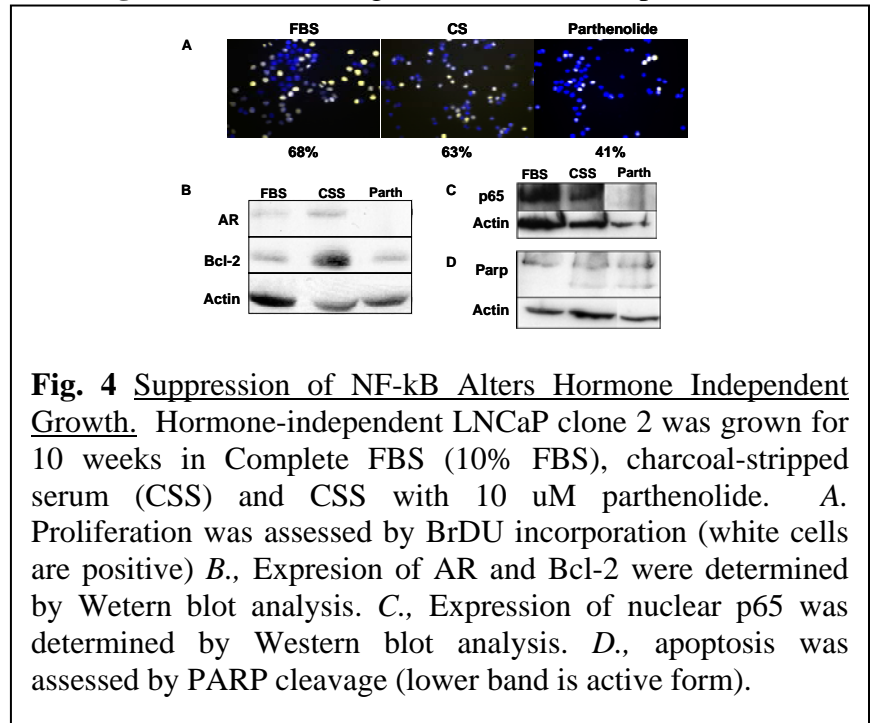 FBS CS Parthenolide
A
68% 63% 41%
B FBS CSS Parth
AR
Bcl-2
Actin
C FBS CSS Parth
p65
Actin
D Parp
Actin
Fig. 4 Suppression of NF-kB Alters Hormone Independent
Growth. Hormone-independent LNCaP clone 2 was grown for
10 weeks in Complete FBS (10% FBS), charcoal-stripped
serum (CSS) and CSS with 10 uM parthenolide. A.
Proliferation was assessed by BrDU incorporation (white cells
are positive) B., Expresion of AR and Bcl-2 were determined
by Wetern blot analysis. C., Expression of nuclear p65 was
determined by Western blot analysis. D., apoptosis was
assessed by PARP cleavage (lower band is active form).